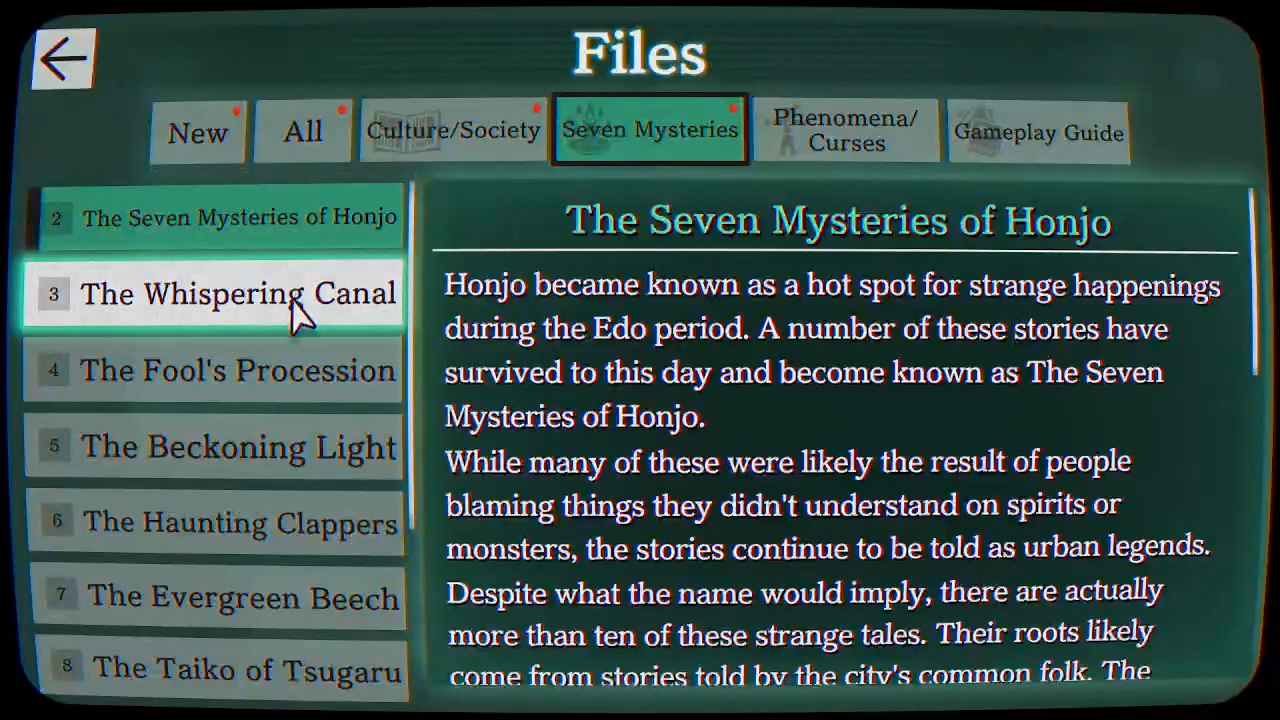 Files
New
All
Culture/Society
Seven Mysteries
Phenomena/
Curses
Gameplay Guide
2 The Seven Mysteries of Honjo
3 The Whispering Canal
4 The Fool's Procession
5 The Beckoning Light
6 The Haunting Clappers
7 The Evergreen Beech
8 The Taiko of Tsugaru
The Seven Mysteries of Honjo
Honjo became known as a hot spot for strange happenings
during the Edo period. A number of these stories have
survived to this day and become known as The Seven
Mysteries of Honjo.
While many of these were likely the result of people
blaming things they didn't understand on spirits or
monsters, the stories continue to be told as urban legends.
Despite what the name would imply, there are actually
more than ten of these strange tales. Their roots likely
come from stories told by the city's common folk. The